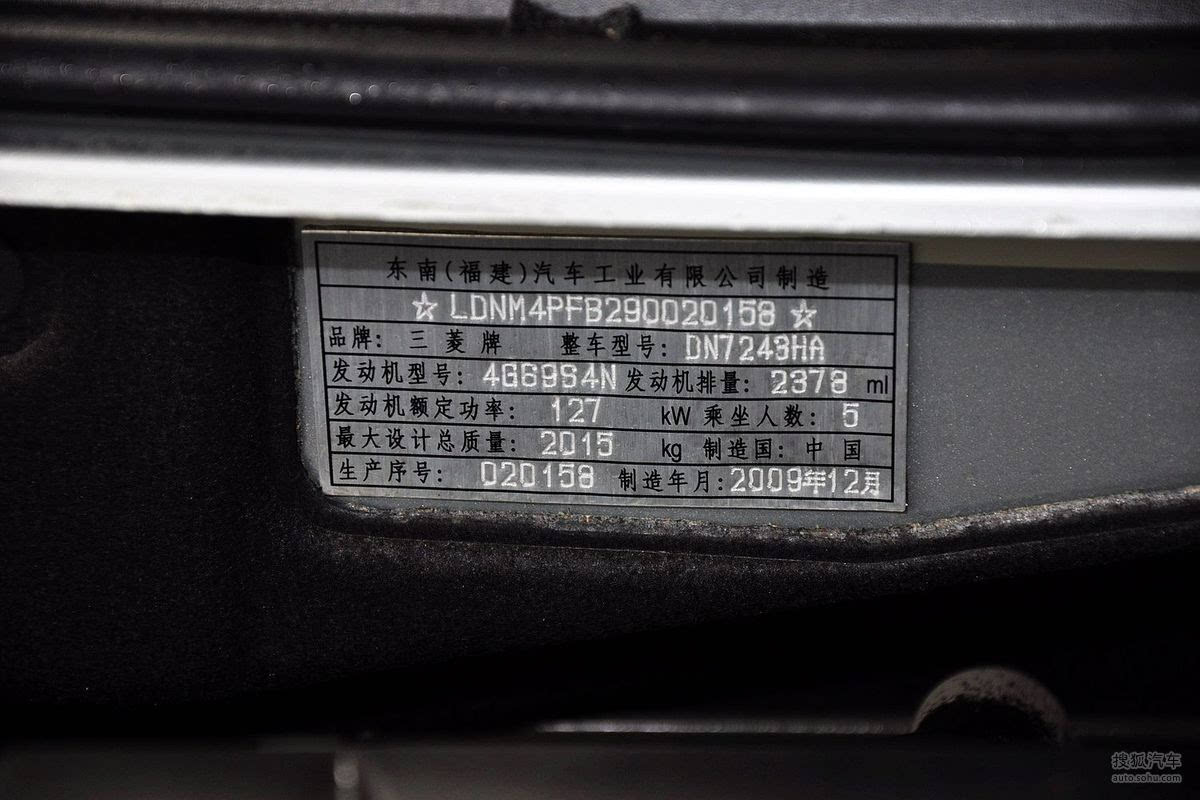 东南(福建)汽车工业有限公司制造
☆ LDNM4PFB290020158 ☆
品牌: 三菱牌 整车型号: DN7248HA
发动机型号: 4G69S4N 发动机排量: 2378 ml
发动机额定功率: 127 kW 乘坐人数: 5
最大设计总质量: 2015 kg 制造国: 中国
生产序号: 020158 制造年月: 2009年12月
搜狐汽车
auto.sohu.com